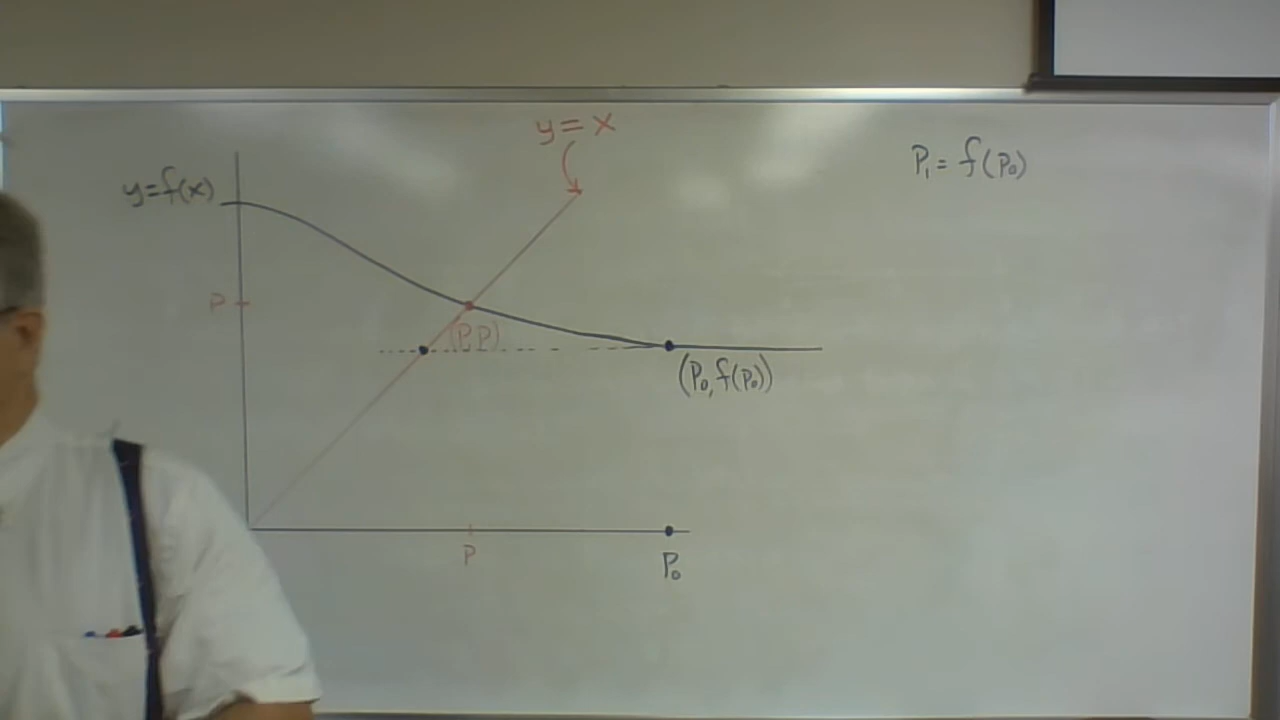 y = x
P₁ = f(P₀)
y=f(x)
P
(P,P)
(P₀, f(P₀))
P
P₀